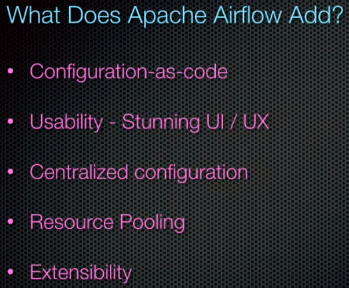 What Does Apache Airflow Add?
• Configuration-as-code
• Usability - Stunning UI / UX
• Centralized configuration
• Resource Pooling
• Extensibility